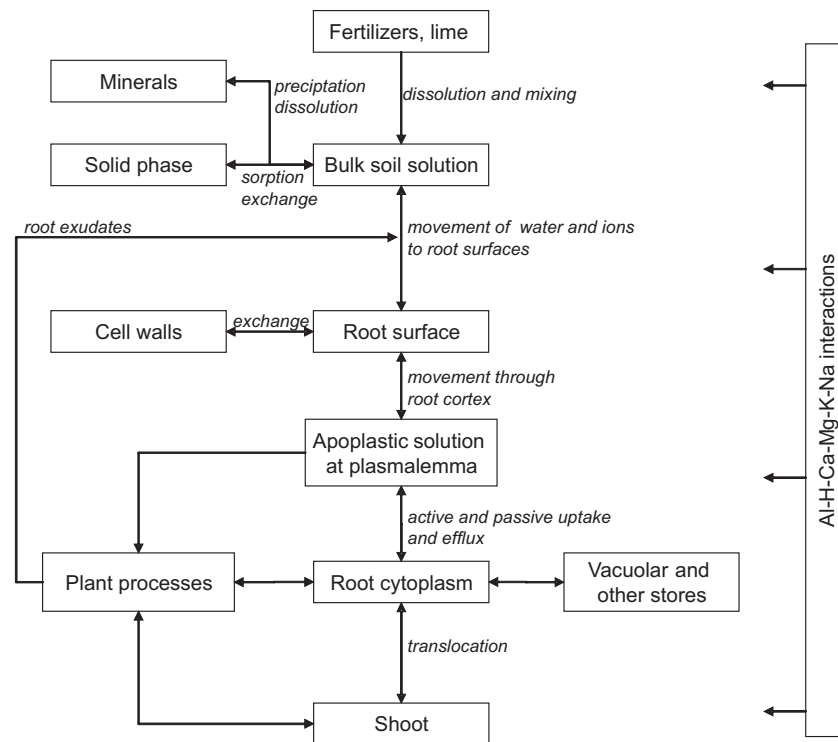 Fertilizers, lime
Minerals
preciptation
dissolution
dissolution and mixing
Solid phase
Bulk soil solution
sorption
exchange
root exudates
movement of water and ions
to root surfaces
Cell walls
exchange
Root surface
movement through
root cortex
Apoplastic solution
at plasmalemma
active and passive uptake
and efflux
Plant processes
Root cytoplasm
Vacuolar and
other stores
translocation
Shoot
Al-H-Ca-Mg-K-Na interactions